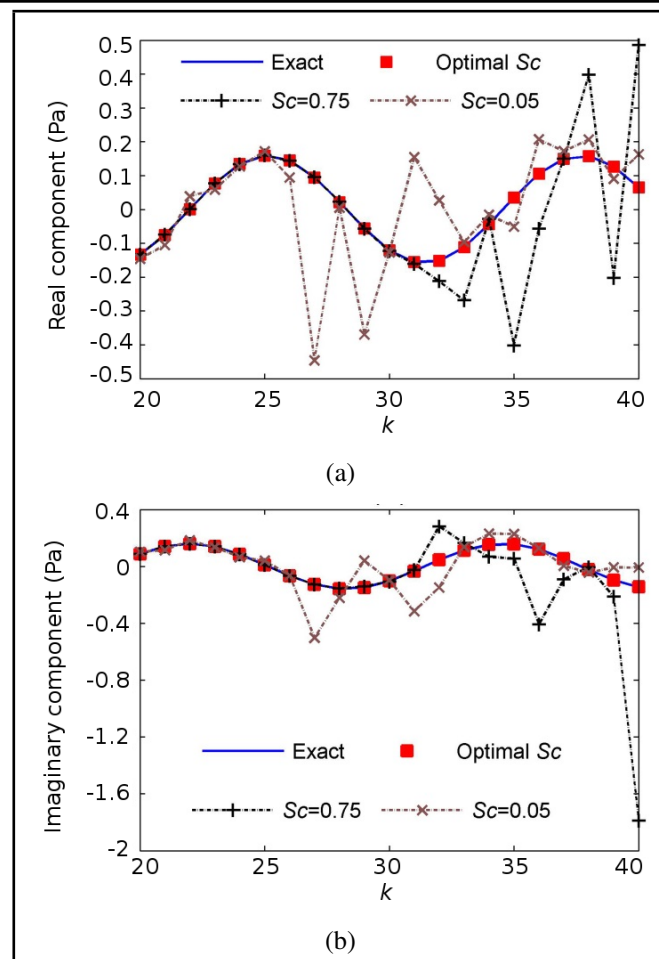 0.5
Exact Optimal Sc
0.4
Sc=0.75 Sc=0.05
0.3
0.2
0.1
0
-0.1
-0.2
-0.3
-0.4
-0.5
Real component (Pa)
20 25 30 35 40
k
(a)
0.4
0
-0.4
-0.8
-1.2
Exact Optimal Sc
-1.6
Sc=0.75 Sc=0.05
-2
Imaginary component (Pa)
20 25 30 35 40
k
(b)